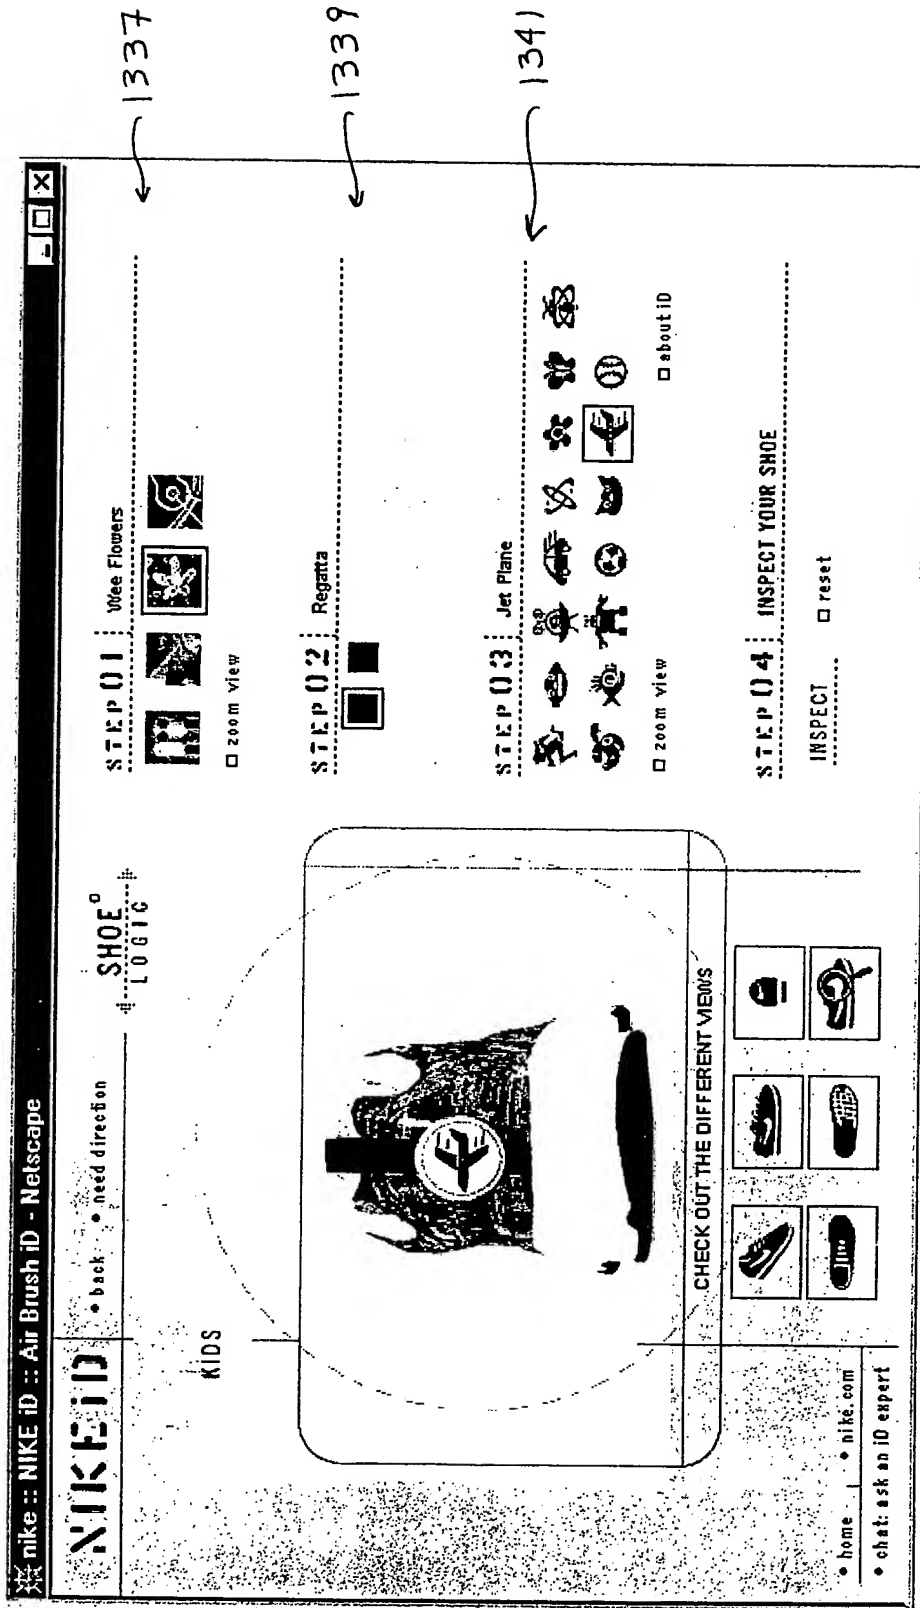 nike :: NIKE iD :: Air Brush iD - Netscape
NIKEiD
• back • need direction
SHOE
LOGIC
KIDS
CHECK OUT THE DIFFERENT VIEWS
• home • nike.com
• chat: ask an iD expert
STEP 01 Wee Flowers
□ zoom view
STEP 02 Regatta
STEP 03 Jet Plane
□ zoom view □ about iD
STEP 04 INSPECT YOUR SHOE
INSPECT □ reset
1337
1339
1341